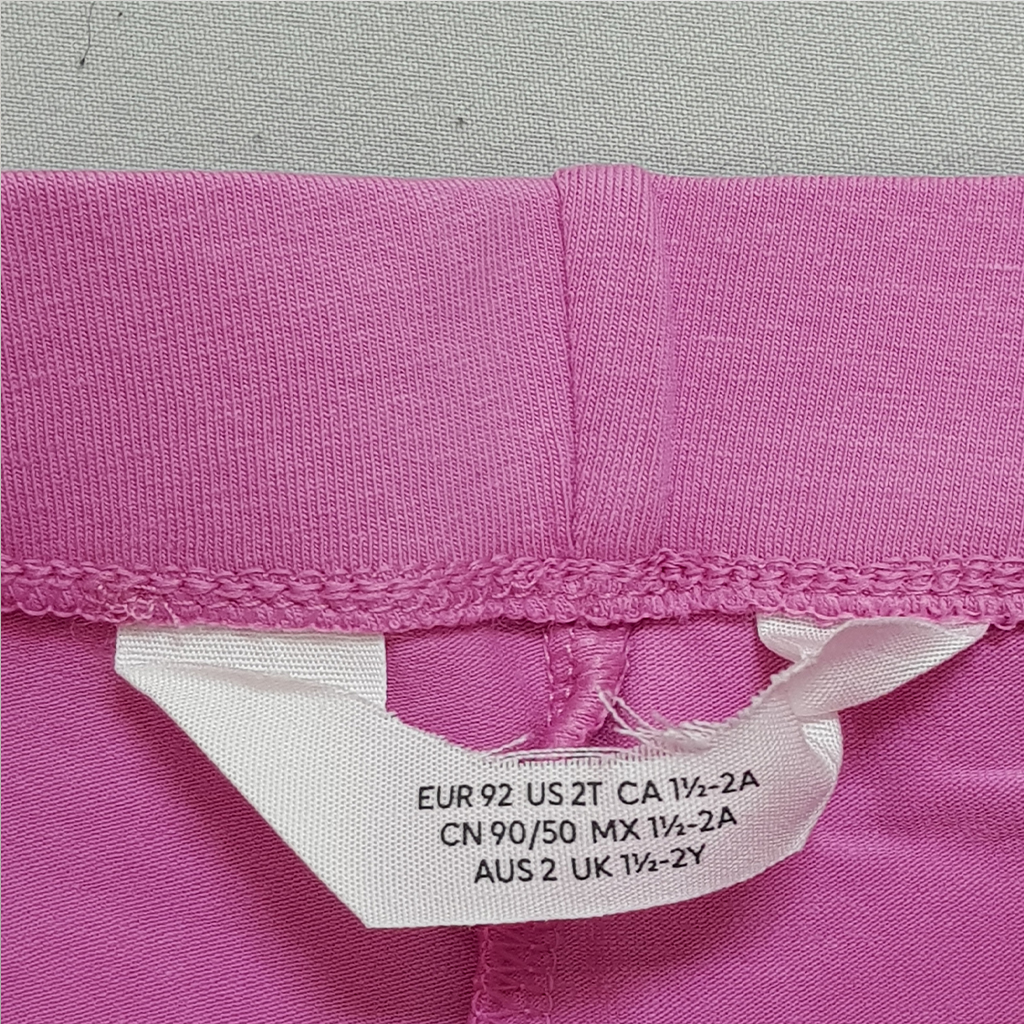 EUR 92 US 2T CA 1½-2A
CN 90/50 MX 1½-2A
AUS 2 UK 1½-2Y